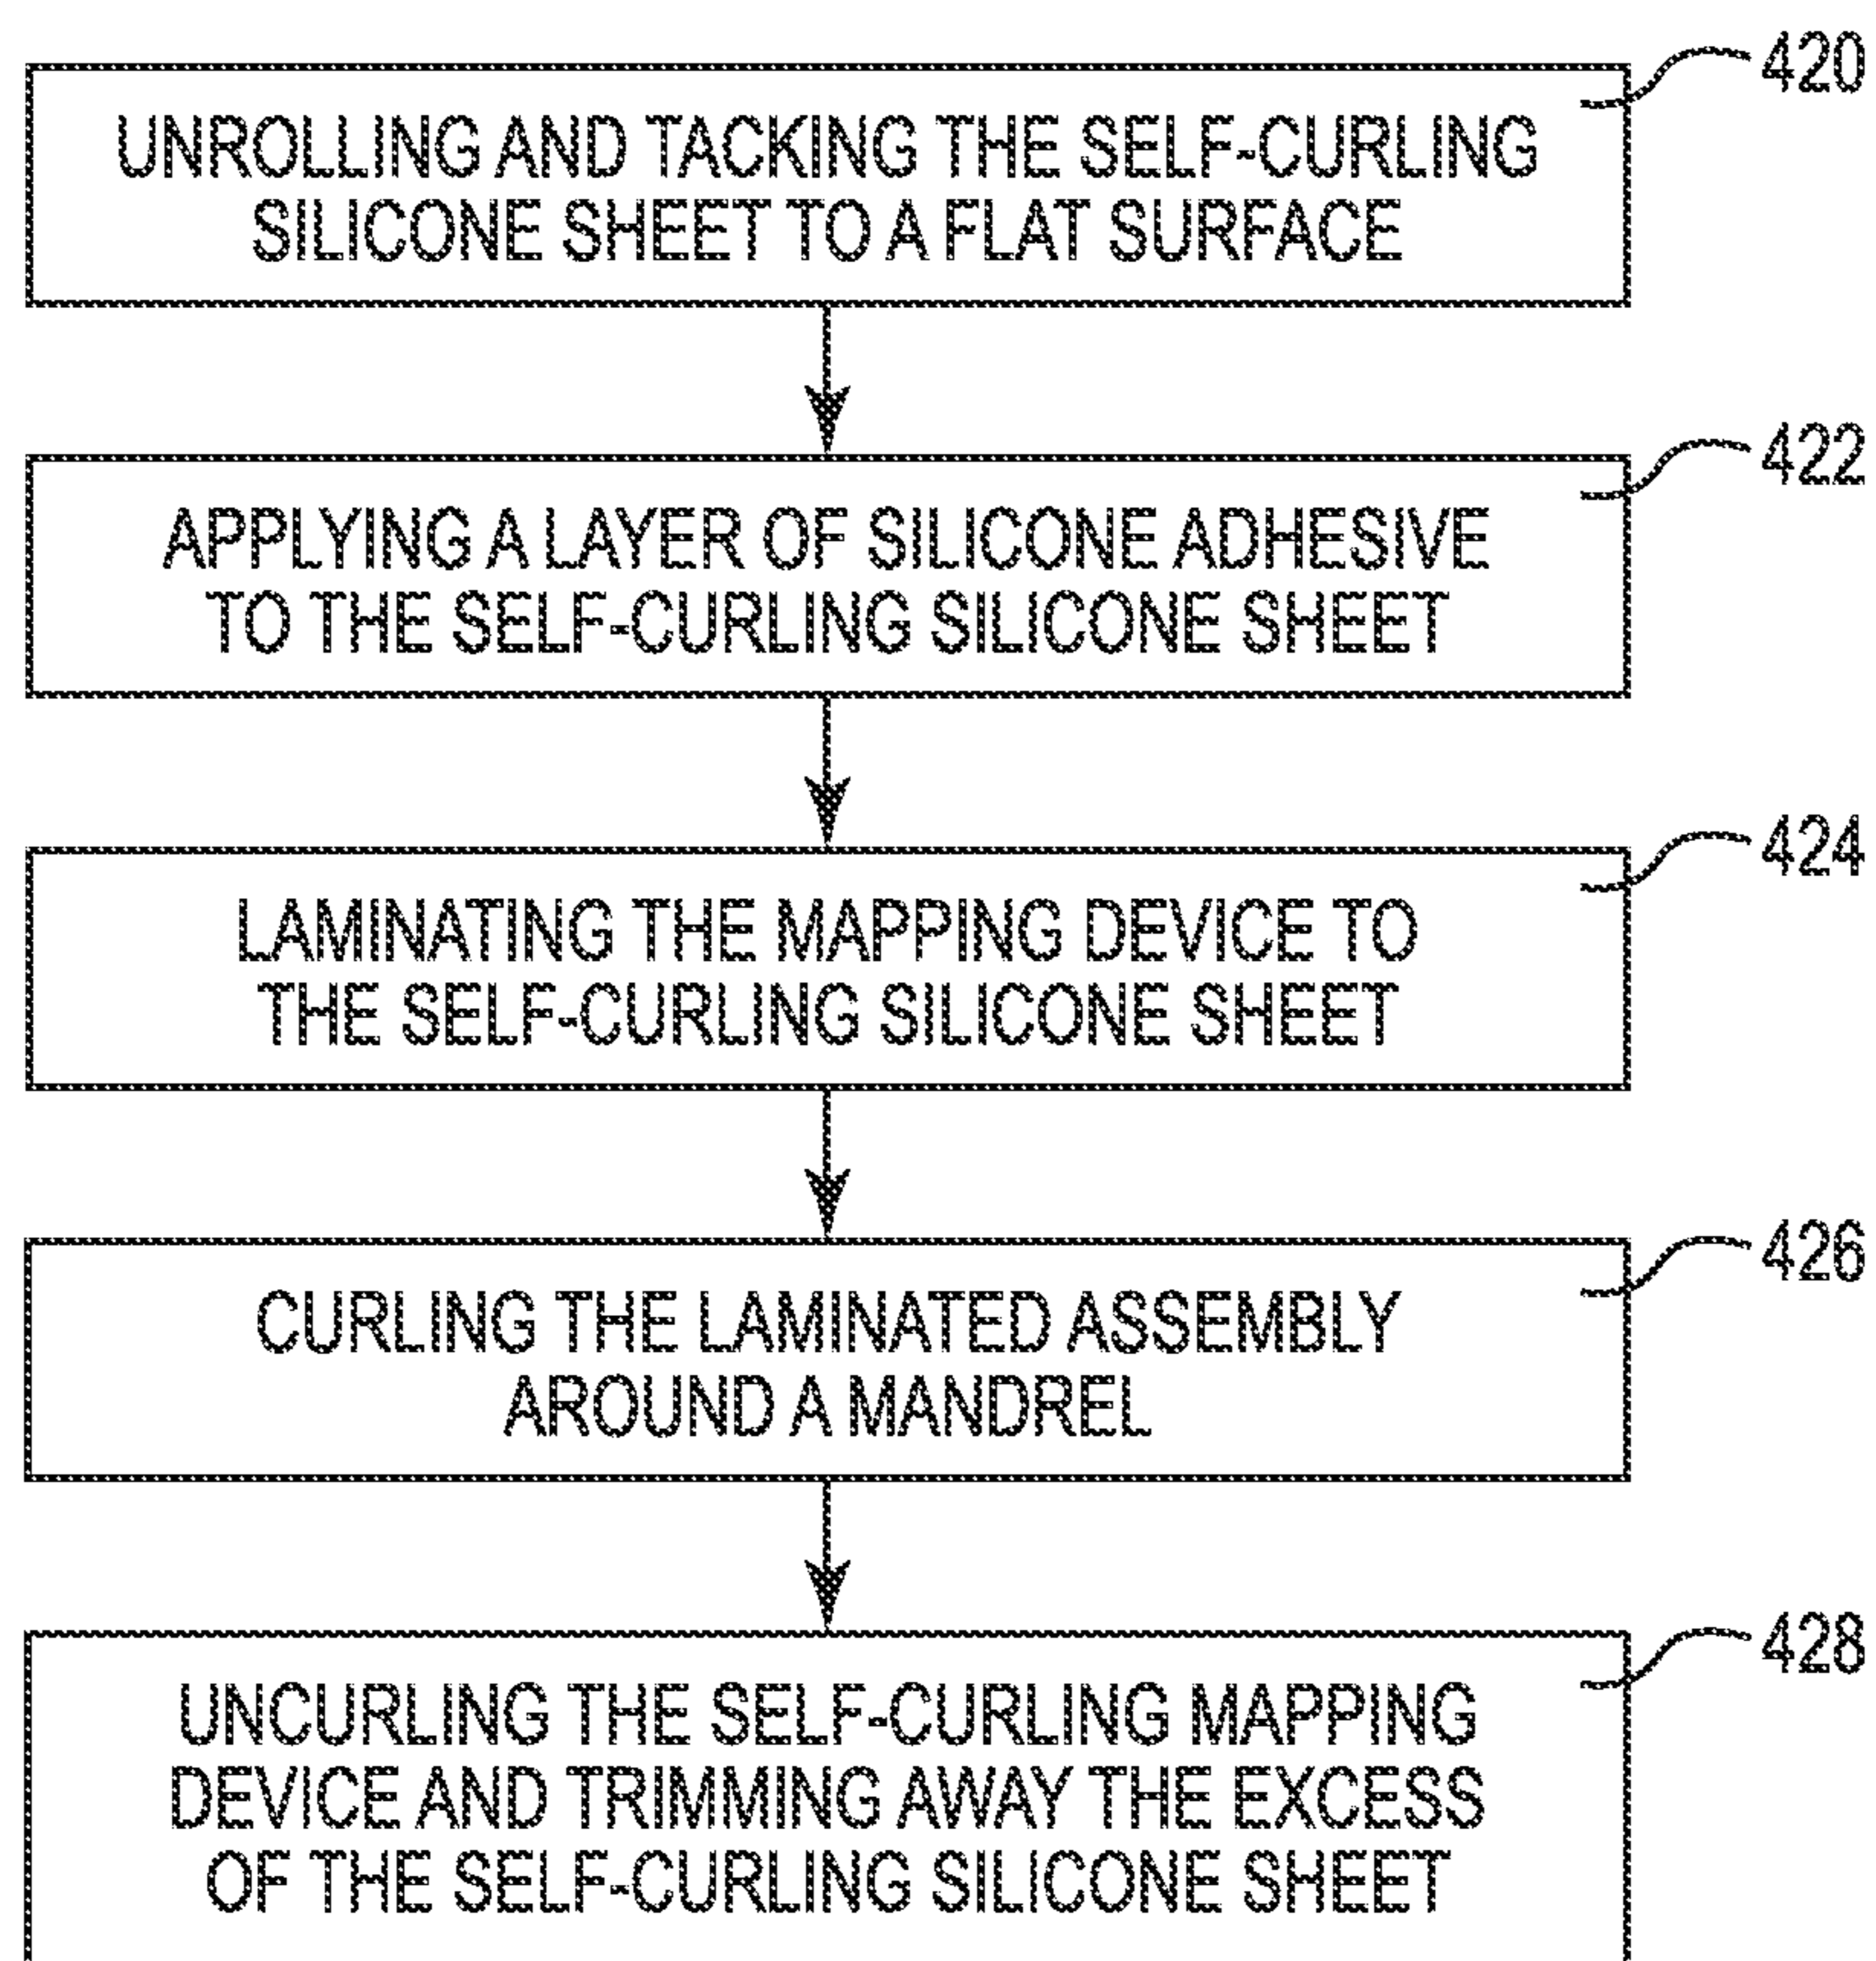 420
UNROLLING AND TACKING THE SELF-CURLING
SILICONE SHEET TO A FLAT SURFACE
422
APPLYING A LAYER OF SILICONE ADHESIVE
TO THE SELF-CURLING SILICONE SHEET
424
LAMINATING THE MAPPING DEVICE TO
THE SELF-CURLING SILICONE SHEET
426
CURLING THE LAMINATED ASSEMBLY
AROUND A MANDREL
428
UNCURLING THE SELF-CURLING MAPPING
DEVICE AND TRIMMING AWAY THE EXCESS
OF THE SELF-CURLING SILICONE SHEET